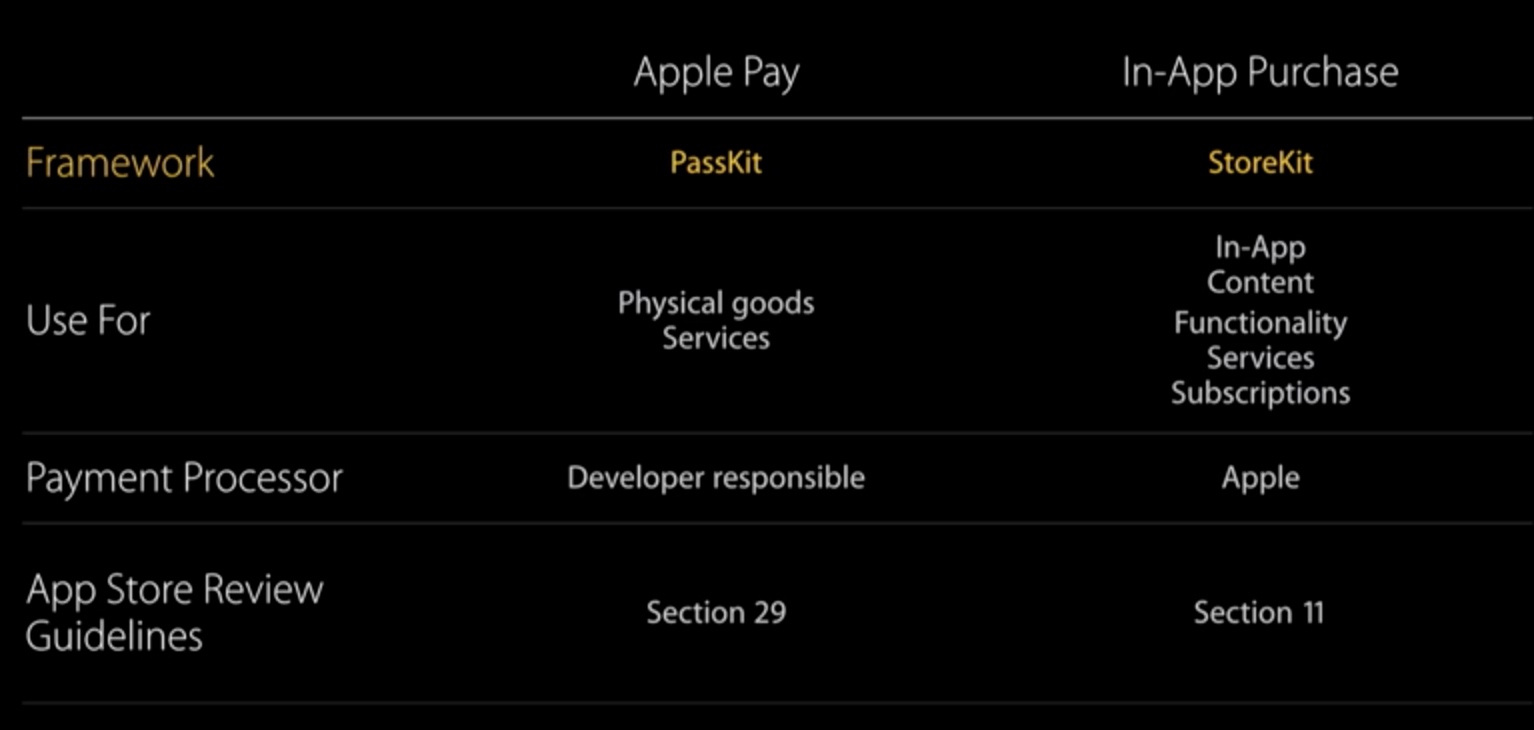 Apple Pay In-App Purchase
Framework PassKit StoreKit
Use For
Physical goods
Services
In-App
Content
Functionality
Services
Subscriptions
Payment Processor Developer responsible Apple
App Store Review
Guidelines
Section 29 Section 11